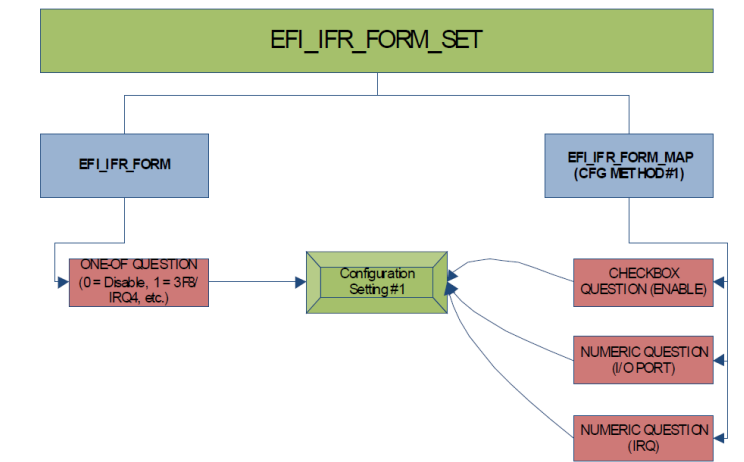 EFI_IFR_FORM_SET
EFI_IFR_FORM
EFI_IFR_FORM_MAP
(CFG METHOD#1)
ONE-OF QUESTION
(0 = Disable, 1 = 3F8/
IRQ4, etc.)
Configuration
Setting #1
CHECKBOX
QUESTION (ENABLE)
NUMERIC QUESTION
(I/O PORT)
NUMERIC QUESTION
(IRQ)